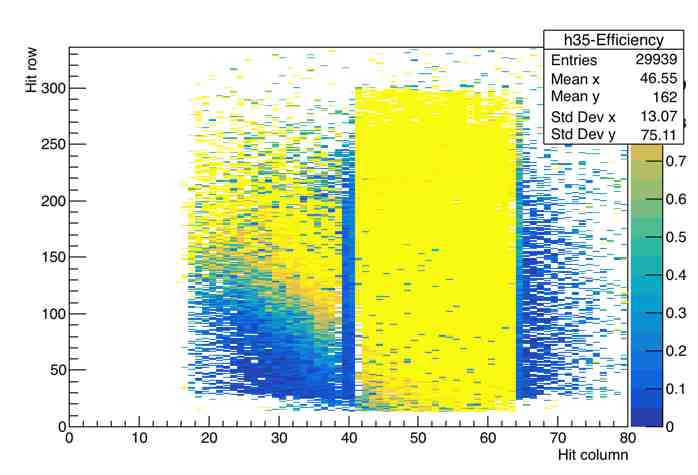 h35-Efficiency
Entries 29939
Mean x 46.55
Mean y 162
Std Dev x 13.07
Std Dev y 75.11
Hit row
300
250
200
150
100
50
0
0 10 20 30 40 50 60 70 80
Hit column
0.7
0.6
0.5
0.4
0.3
0.2
0.1
0